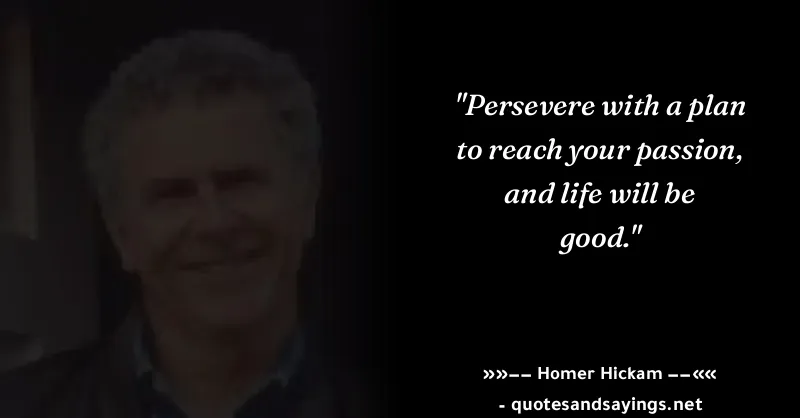 "Persevere with a plan
to reach your passion,
and life will be
good."
»»−− Homer Hickam −−««
- quotesandsayings.net